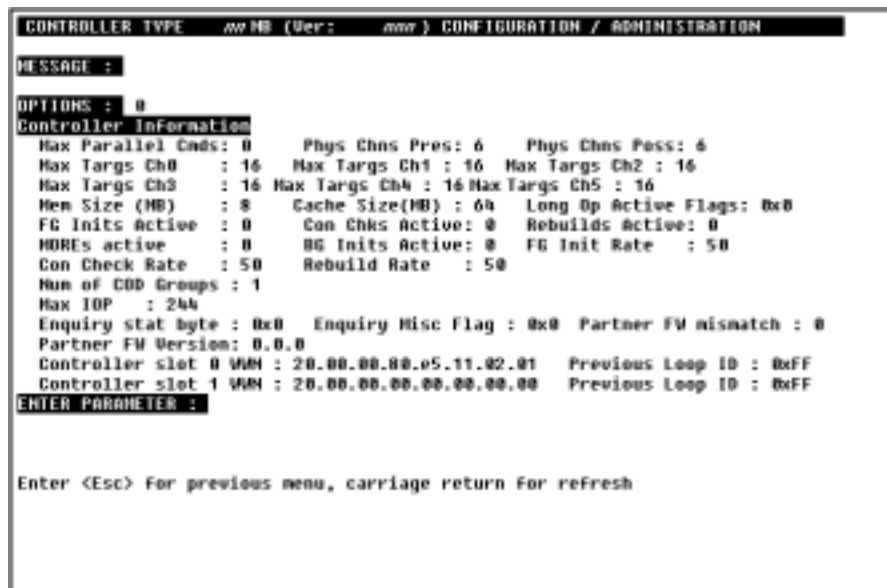 CONTROLLER TYPE nn MB (Ver: nnn ) CONFIGURATION / ADMINISTRATION
MESSAGE :
OPTIONS : 0
Controller Information
Max Parallel Cmds: 0 Phys Chns Pres: 6 Phys Chns Poss: 6
Max Targs Ch0 : 16 Max Targs Ch1 : 16 Max Targs Ch2 : 16
Max Targs Ch3 : 16 Max Targs Ch4 : 16 Max Targs Ch5 : 16
Mem Size (MB) : 8 Cache Size(MB) : 64 Long Op Active Flags: 0x0
FG Inits Active : 0 Con Chks Active: 0 Rebuilds Active: 0
MOREs active : 0 BG Inits Active: 0 FG Init Rate : 50
Con Check Rate : 50 Rebuild Rate : 50
Num of COD Groups : 1
Max IOP : 244
Enquiry stat byte : 0x0 Enquiry Misc Flag : 0x0 Partner FW mismatch : 0
Partner FW Version: 0.0.0
Controller slot 0 WWN : 20.00.00.80.e5.11.02.01 Previous Loop ID : 0xFF
Controller slot 1 WWN : 20.00.00.00.00.00.00.00 Previous Loop ID : 0xFF
ENTER PARAMETER :
Enter <Esc> for previous menu, carriage return for refresh